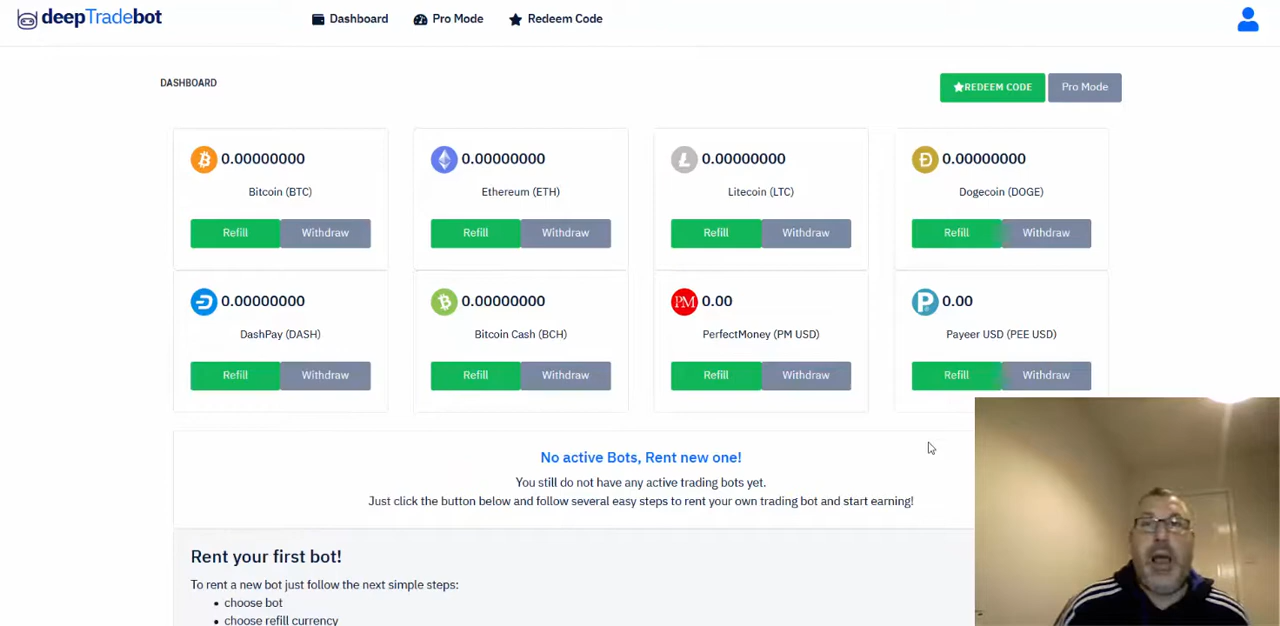 deepTradebot
Dashboard Pro Mode Redeem Code
DASHBOARD
REDEEM CODE Pro Mode
0.00000000 0.00000000 0.00000000 0.00000000
Bitcoin (BTC) Ethereum (ETH) Litecoin (LTC) Dogecoin (DOGE)
Refill Withdraw Refill Withdraw Refill Withdraw Refill Withdraw
0.00000000 0.00000000 PM 0.00 0.00
DashPay (DASH) Bitcoin Cash (BCH) PerfectMoney (PM USD) Payeer USD (PEE USD)
Refill Withdraw Refill Withdraw Refill Withdraw Refill Withdraw
No active Bots, Rent new one!
You still do not have any active trading bots yet.
Just click the button below and follow several easy steps to rent your own trading bot and start earning!
Rent your first bot!
To rent a new bot just follow the next simple steps:
• choose bot
• choose refill currency